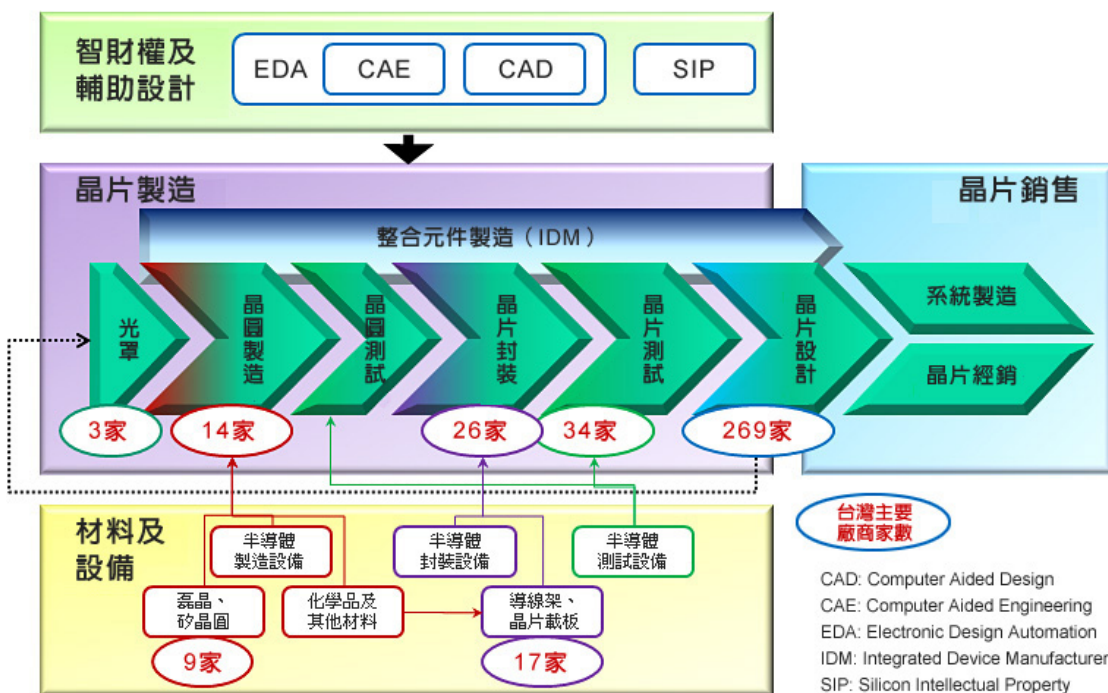 智財權及
輔助設計
EDA
CAE
CAD
SIP
晶片製造
晶片銷售
整合元件製造（IDM）
光罩
晶圓製造
晶圓測試
晶片封裝
晶片測試
晶片設計
系統製造
晶片經銷
3家
14家
26家
34家
269家
材料及
設備
半導體
製造設備
半導體
封裝設備
半導體
測試設備
磊晶、
矽晶圓
化學品及
其他材料
導線架、
晶片載板
9家
17家
台灣主要
廠商家數
CAD: Computer Aided Design
CAE: Computer Aided Engineering
EDA: Electronic Design Automation
IDM: Integrated Device Manufacturer
SIP: Silicon Intellectual Property